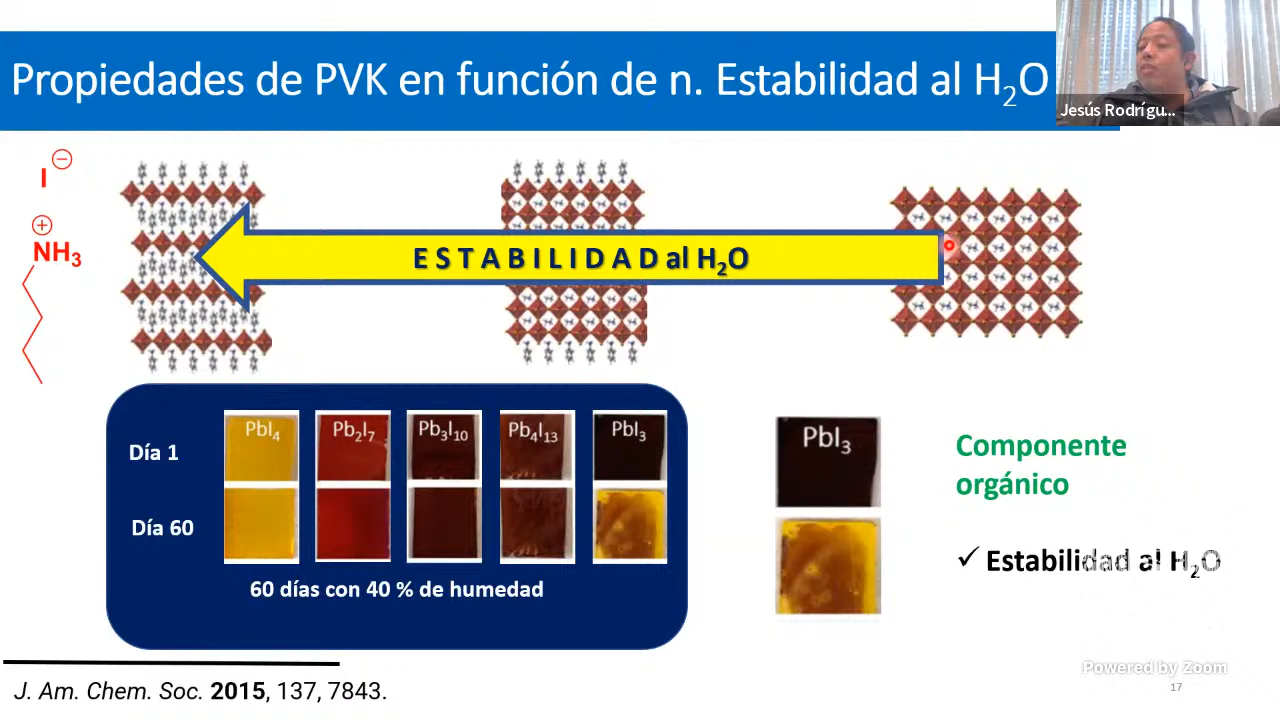 Propiedades de PVK en función de n. Estabilidad al H2O
Jesús Rodrígu...
I −
+
NH3
ESTABILIDAD al H2O
Día 1
PbI4
Pb2I7
Pb3I10
Pb4I13
PbI3
Día 60
60 días con 40 % de humedad
PbI3
Componente
orgánico
✓ Estabilidad al H2O
Powered by Zoom
J. Am. Chem. Soc. 2015, 137, 7843.
17